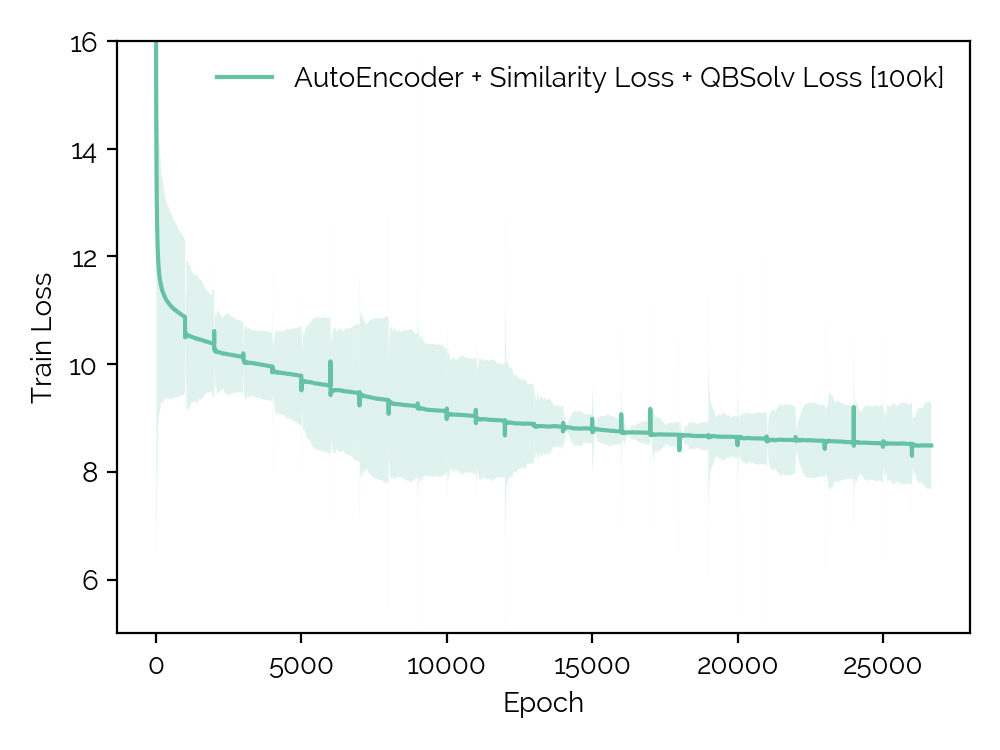 AutoEncoder + Similarity Loss + QBSolv Loss [100k]
16
14
12
10
8
6
Train Loss
0 5000 10000 15000 20000 25000
Epoch